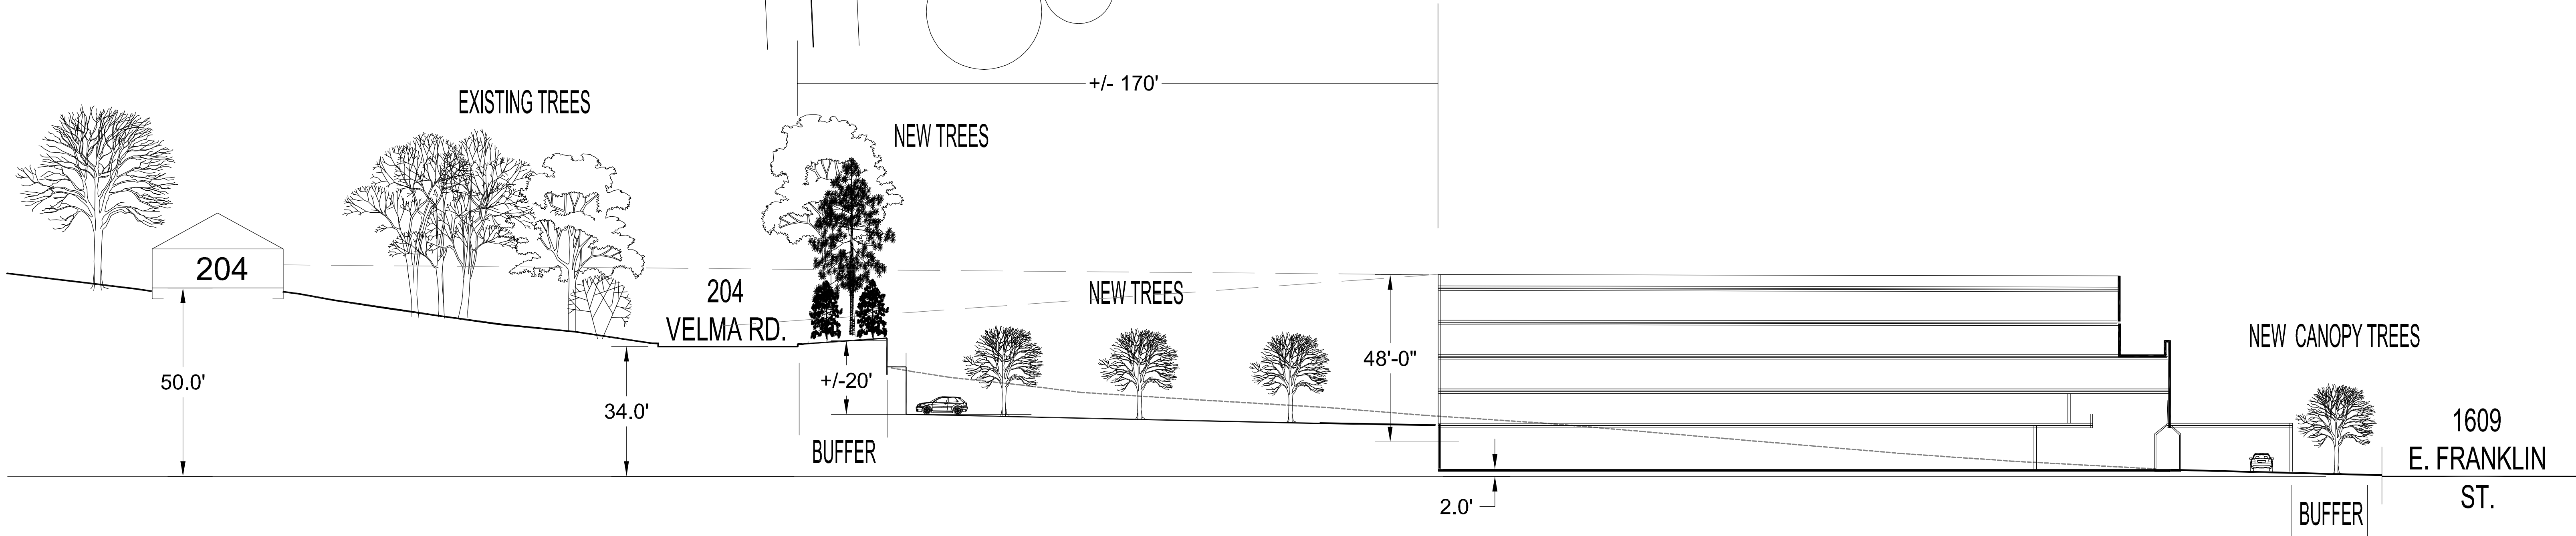 +/- 170'
EXISTING TREES
NEW TREES
204
204
VELMA RD.
NEW TREES
50.0'
34.0'
+/-20'
BUFFER
48'-0"
2.0'
NEW CANOPY TREES
1609
E. FRANKLIN
ST.
BUFFER